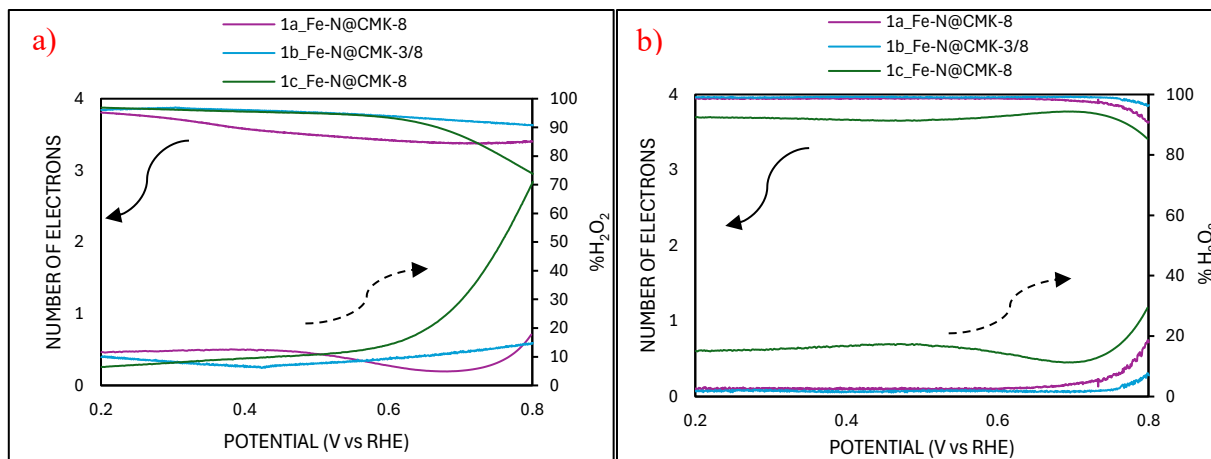 a)
1a_Fe-N@CMK-8
1b_Fe-N@CMK-3/8
1c_Fe-N@CMK-8
4
3
2
1
0
100
90
80
70
60
50
40
30
20
10
0
0.2
0.4
0.6
0.8
NUMBER OF ELECTRONS
%H₂O₂
POTENTIAL (V vs RHE)
b)
1a_Fe-N@CMK-8
1b_Fe-N@CMK-3/8
1c_Fe-N@CMK-8
4
3
2
1
0
100
80
60
40
20
0
0.2
0.4
0.6
0.8
NUMBER OF ELECTRONS
% H₂O₂
POTENTIAL (V vs RHE)